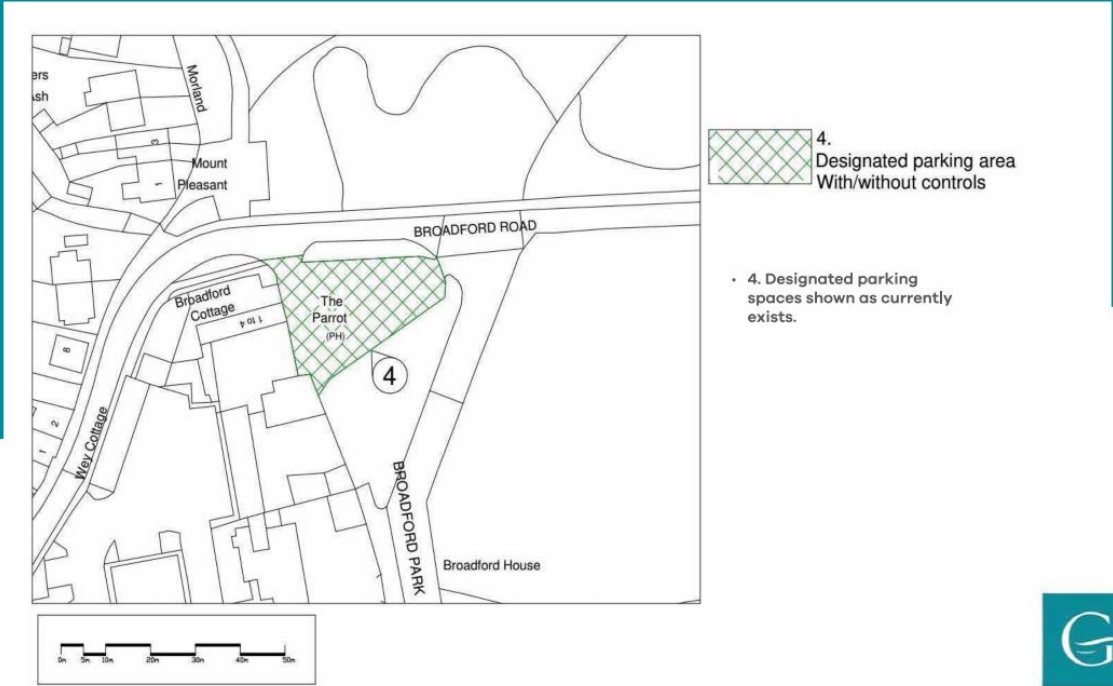 ers
Ash
Morland
3
1
Mount
Pleasant
BROADFORD ROAD
Broadford
Cottage
1 to 4
The
Parrot
(PH)
4
8
2
1
Wey Cottage
BROADFORD PARK
Broadford House
4.
Designated parking area
With/without controls
• 4. Designated parking
spaces shown as currently
exists.
0m 5m 10m 20m 30m 40m 50m
G